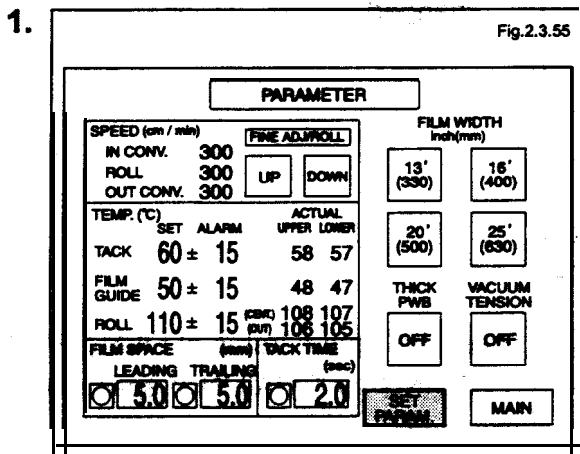 1.
Fig.2.3.55
PARAMETER
SPEED (cm / min)
FINE ADJ/ROLL
IN CONV. 300
ROLL 300
OUT CONV. 300
UP
DOWN
TEMP. (℃)
SET ALARM
ACTUAL
UPPER LOWER
TACK 60 ± 15 58 57
FILM GUIDE 50 ± 15 48 47
ROLL 110 ± 15 (CENT.) 108 107
(OUT) 106 105
FILM SPACE (mm)
LEADING TRAILING
5.0 5.0
TACK TIME
(sec)
2.0
FILM WIDTH
inch(mm)
13'
(330)
16'
(400)
20'
(500)
25'
(630)
THICK
PWB
VACUUM
TENSION
OFF
OFF
SET
PARAM.
MAIN